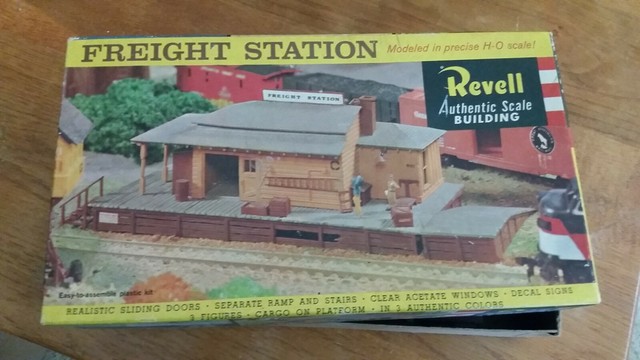 FREIGHT STATION
Modeled in precise H-O scale!
Revell
Authentic Scale
BUILDING
FREIGHT STATION
Easy-to-assemble plastic kit
REALISTIC SLIDING DOORS · SEPARATE RAMP AND STAIRS · CLEAR ACETATE WINDOWS · DECAL SIGNS
3 FIGURES · CARGO ON PLATFORM · IN 3 AUTHENTIC COLORS